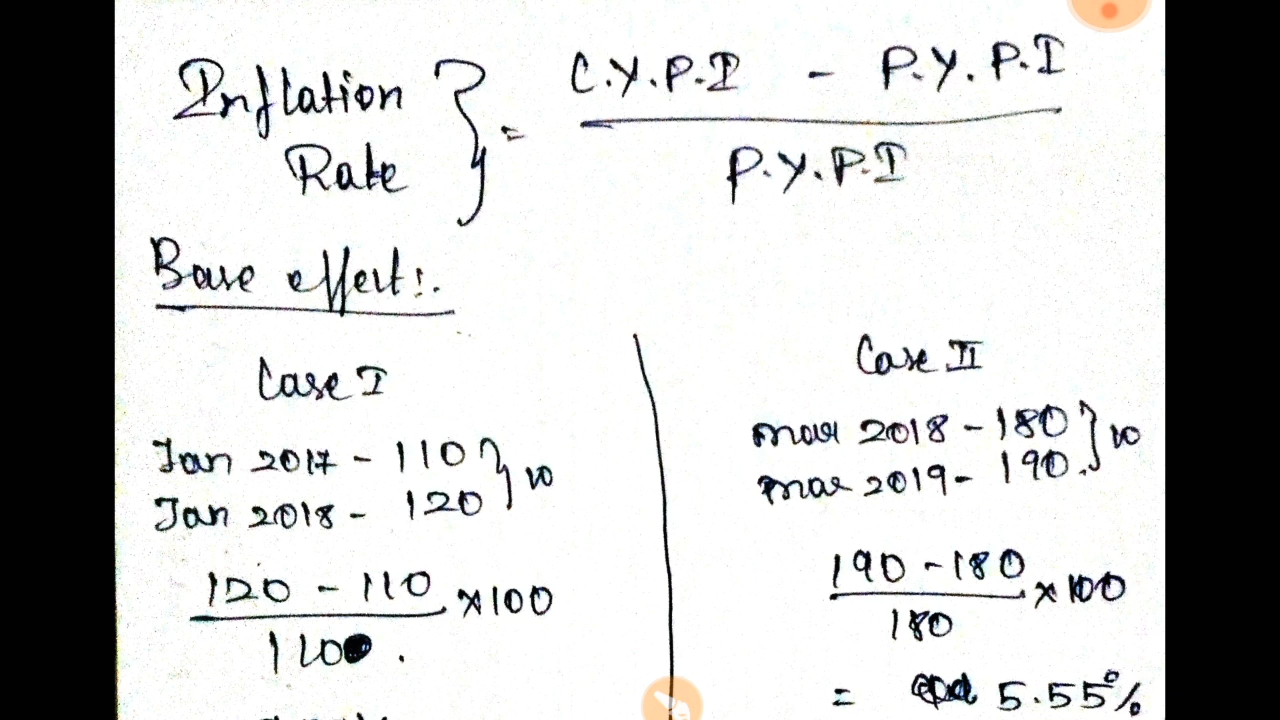 Inflation Rate } = C.Y.P.I - P.Y.P.I
P.Y.P.I
Base effect:.
Case I
Jan 2017 - 110 } 10
Jan 2018 - 120
120 - 110 × 100
110 .
Case II
mar 2018 - 180 } 10
mar 2019 - 190.
190 - 180 × 100
180
= 5.55%